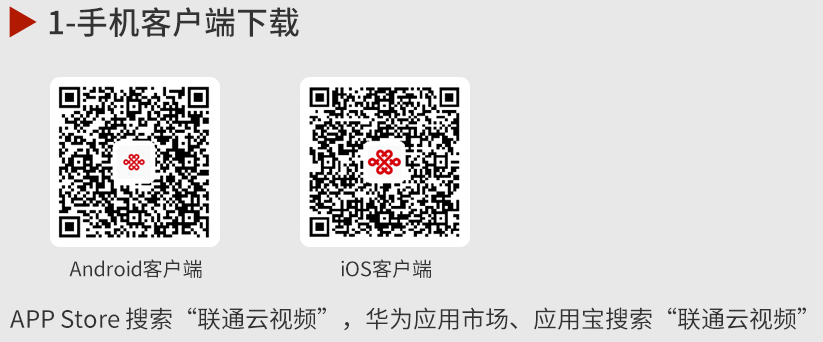 1-手机客户端下载
Android客户端
iOS客户端
APP Store 搜索“联通云视频”，华为应用市场、应用宝搜索“联通云视频”